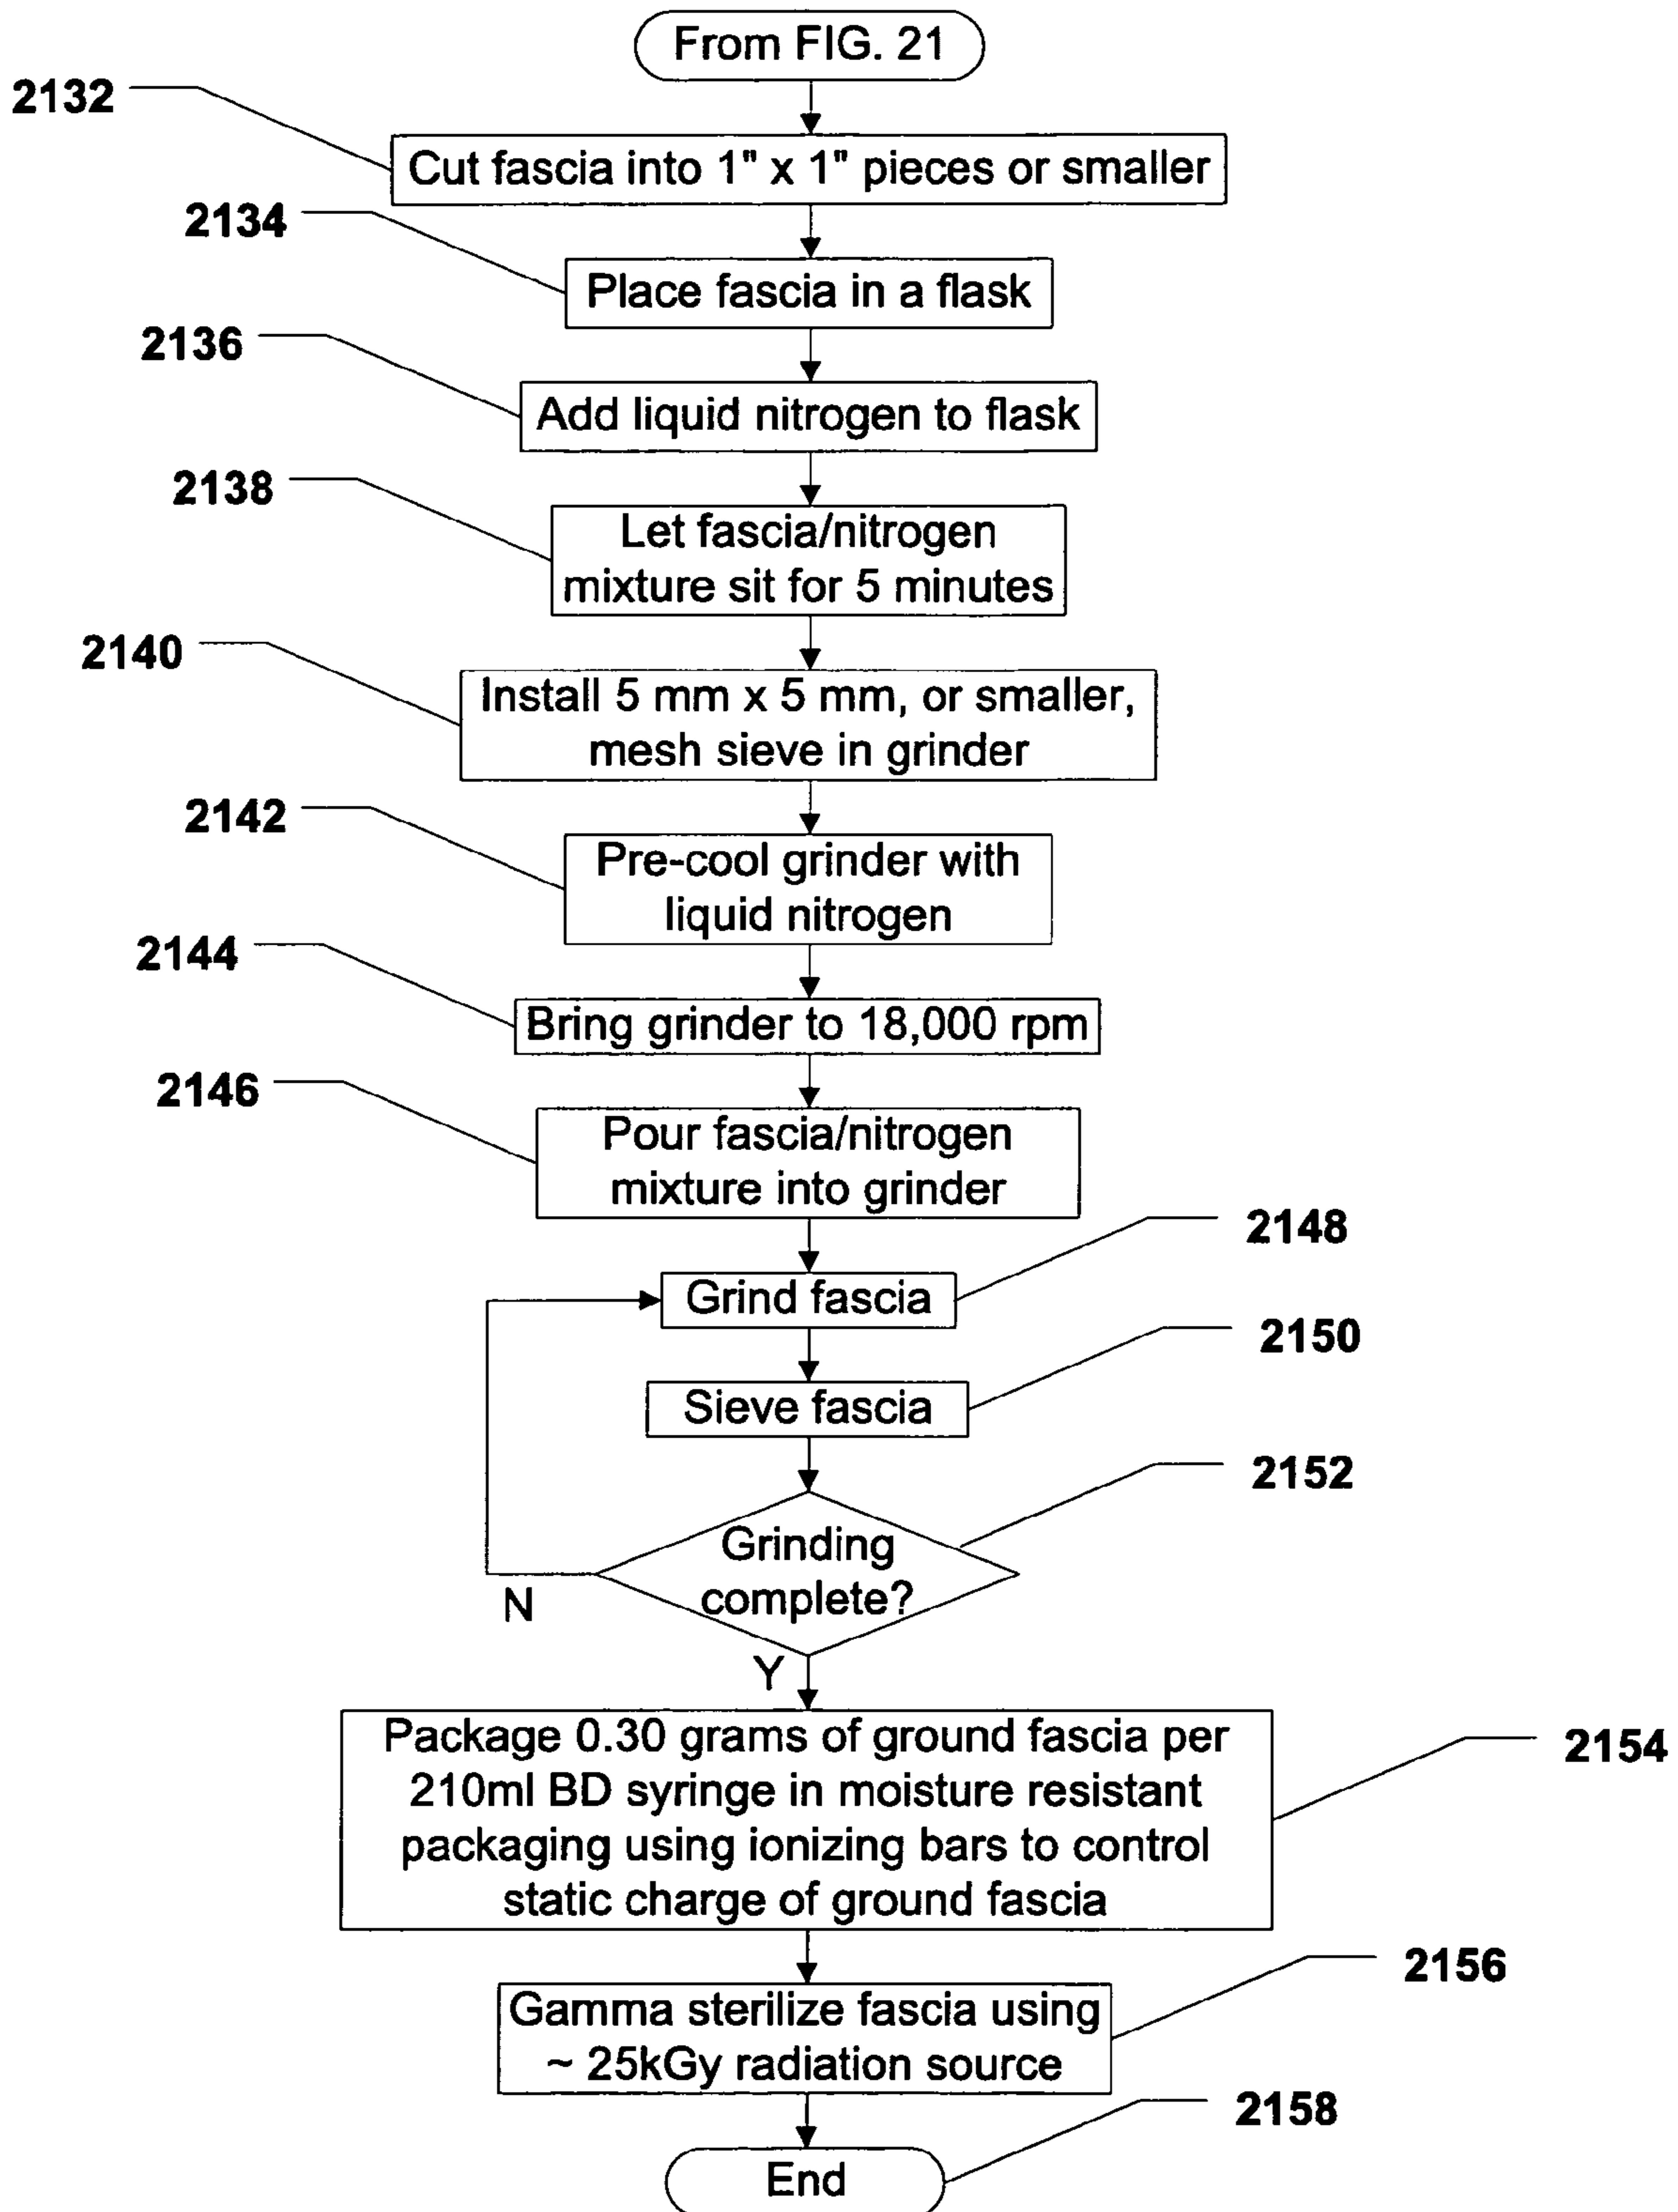 From FIG. 21
2132
Cut fascia into 1" x 1" pieces or smaller
2134
Place fascia in a flask
2136
Add liquid nitrogen to flask
2138
Let fascia/nitrogen
mixture sit for 5 minutes
2140
Install 5 mm x 5 mm, or smaller,
mesh sieve in grinder
2142
Pre-cool grinder with
liquid nitrogen
2144
Bring grinder to 18,000 rpm
2146
Pour fascia/nitrogen
mixture into grinder
2148
Grind fascia
2150
Sieve fascia
2152
Grinding
complete?
N
Y
Package 0.30 grams of ground fascia per
210ml BD syringe in moisture resistant
packaging using ionizing bars to control
static charge of ground fascia
2154
Gamma sterilize fascia using
~ 25kGy radiation source
2156
End
2158